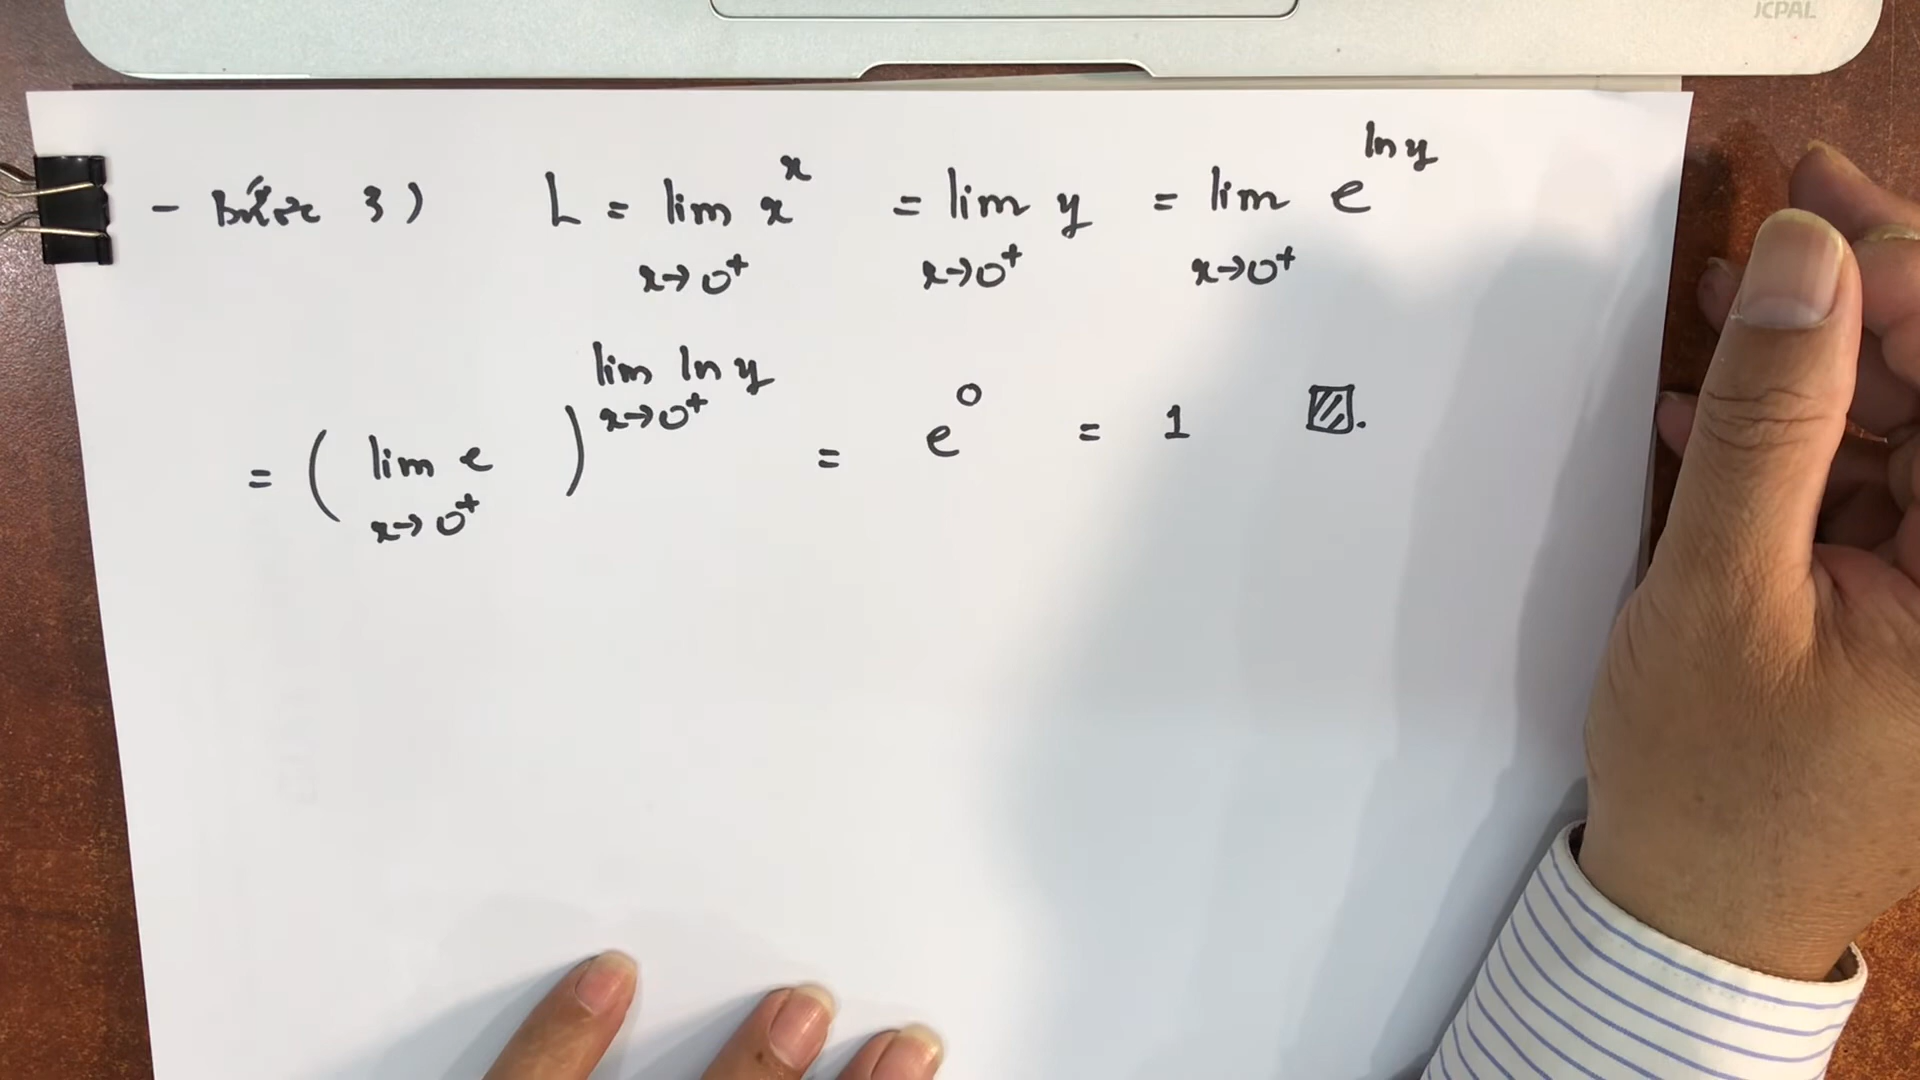 JCPAL
- Bước 3) L = lim x^x = lim y = lim e^ln y
x→0⁺ x→0⁺ x→0⁺
= ( lim e )^lim ln y = e^0 = 1 ▨.
x→0⁺ x→0⁺